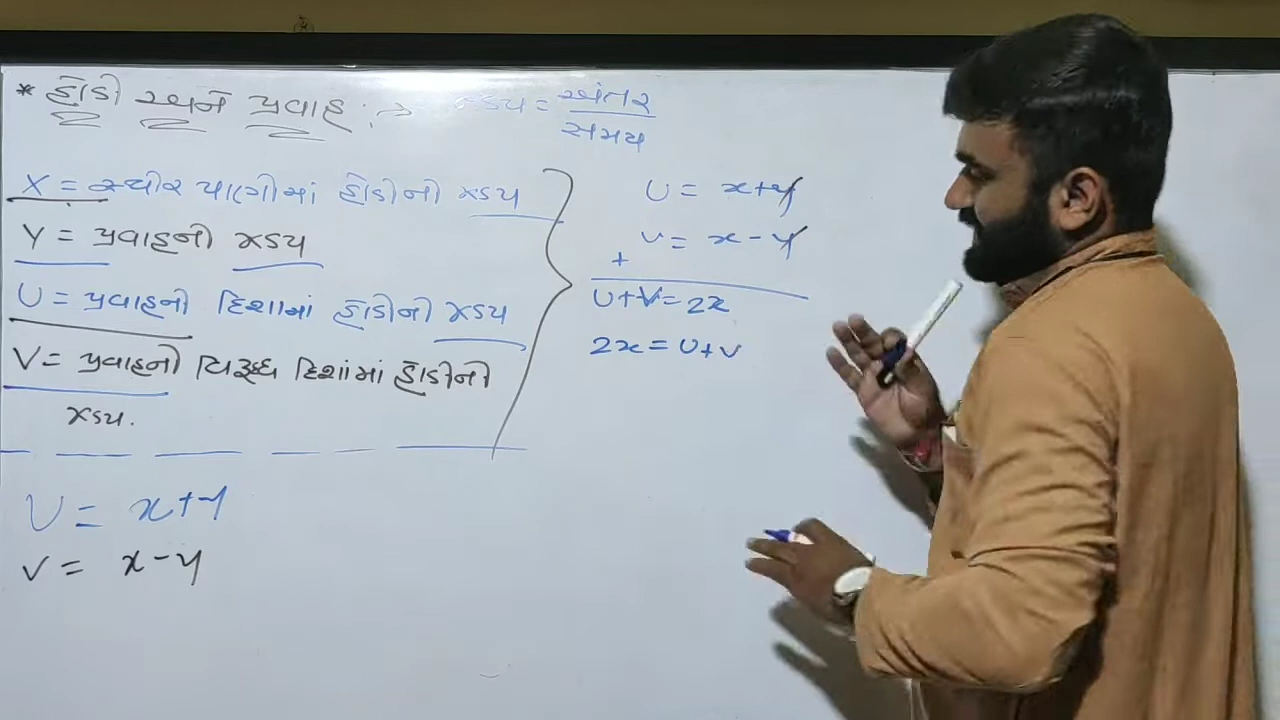 * હોડી અને પ્રવાહ :→ ઝડપ = અંતર / સમય
X = સ્થીર પાણીમાં હોડીની ઝડપ
Y = પ્રવાહની ઝડપ
U = પ્રવાહની દિશામાં હોડીની ઝડપ
V = પ્રવાહની વિરૂધ્ધ દિશાંમાં હોડીની
ઝડપ.
U = x+y
v = x-y
U = x+y
v = x-y
+
U+V=2x
2x=U+V